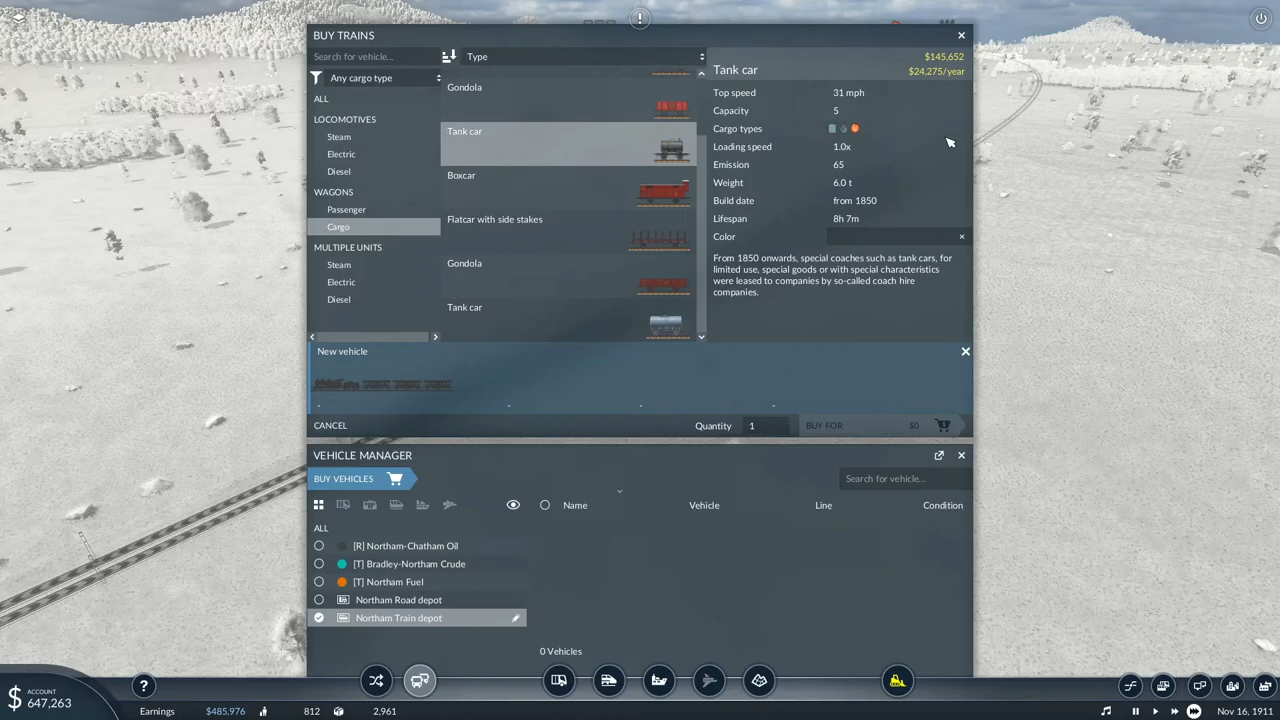 BUY TRAINS
Search for vehicle...
Type
Any cargo type
ALL
LOCOMOTIVES
Steam
Electric
Diesel
WAGONS
Passenger
Cargo
MULTIPLE UNITS
Steam
Electric
Diesel
Gondola
Tank car
Boxcar
Flatcar with side stakes
Gondola
Tank car
$145,652
Tank car
$24,275/year
Top speed 31 mph
Capacity 5
Cargo types
Loading speed 1.0x
Emission 65
Weight 6.0 t
Build date from 1850
Lifespan 8h 7m
Color
From 1850 onwards, special coaches such as tank cars, for
limited use, special goods or with special characteristics
were leased to companies by so-called coach hire
companies.
New vehicle
- - - -
CANCEL
Quantity 1
BUY FOR $0
VEHICLE MANAGER
BUY VEHICLES
Search for vehicle...
Name Vehicle Line Condition
ALL
[R] Northam-Chatham Oil
[T] Bradley-Northam Crude
[T] Northam Fuel
Northam Road depot
Northam Train depot
0 Vehicles
$ ACCOUNT
647,263
?
Earnings $485,976 812 2,961
Nov 16, 1911